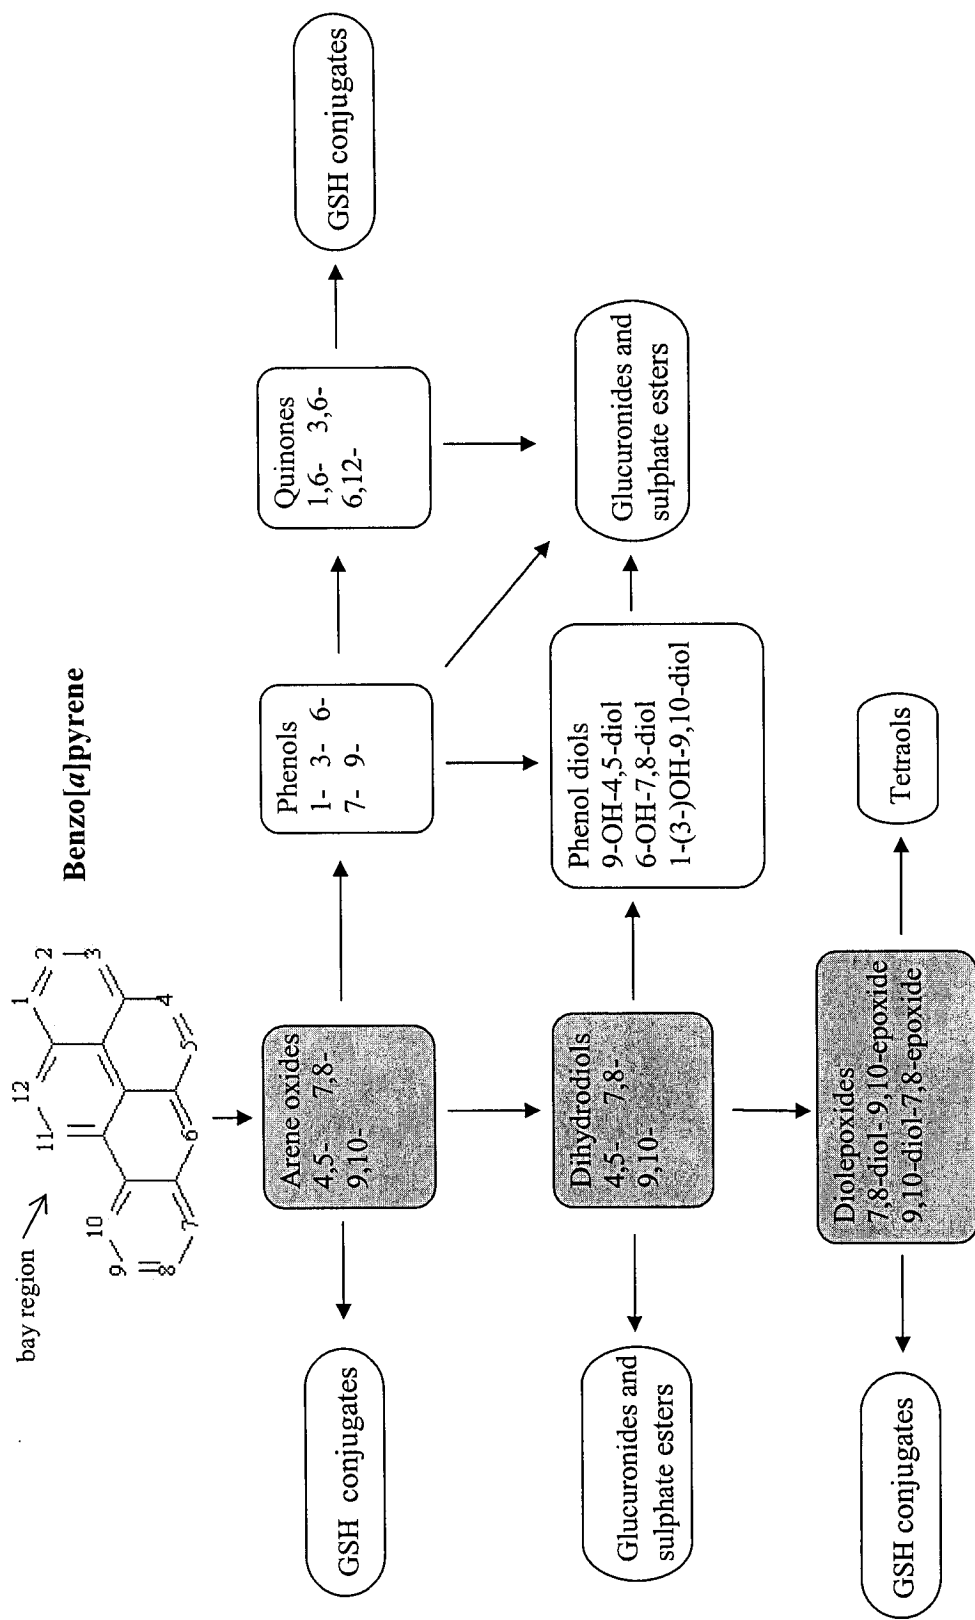 Benzo[a]pyrene
bay region
1
2
3
4
5
6
7
8
9
10
11
12
GSH conjugates
Arene oxides
4,5- 7,8-
9,10-
Phenols
1- 3- 6-
7- 9-
Quinones
1,6- 3,6-
6,12-
GSH conjugates
Glucuronides and
sulphate esters
Dihydrodiols
4,5- 7,8-
9,10-
Phenol diols
9-OH-4,5-diol
6-OH-7,8-diol
1-(3-)OH-9,10-diol
Glucuronides and
sulphate esters
GSH conjugates
Diolepoxides
7,8-diol-9,10-epoxide
9,10-diol-7,8-epoxide
Tetraols